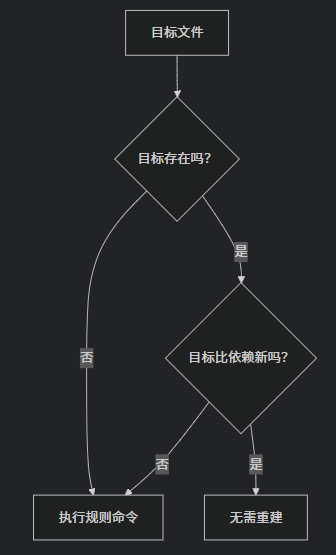 目标文件
目标存在吗?
是
目标比依赖新吗?
否
否
是
执行规则命令
无需重建